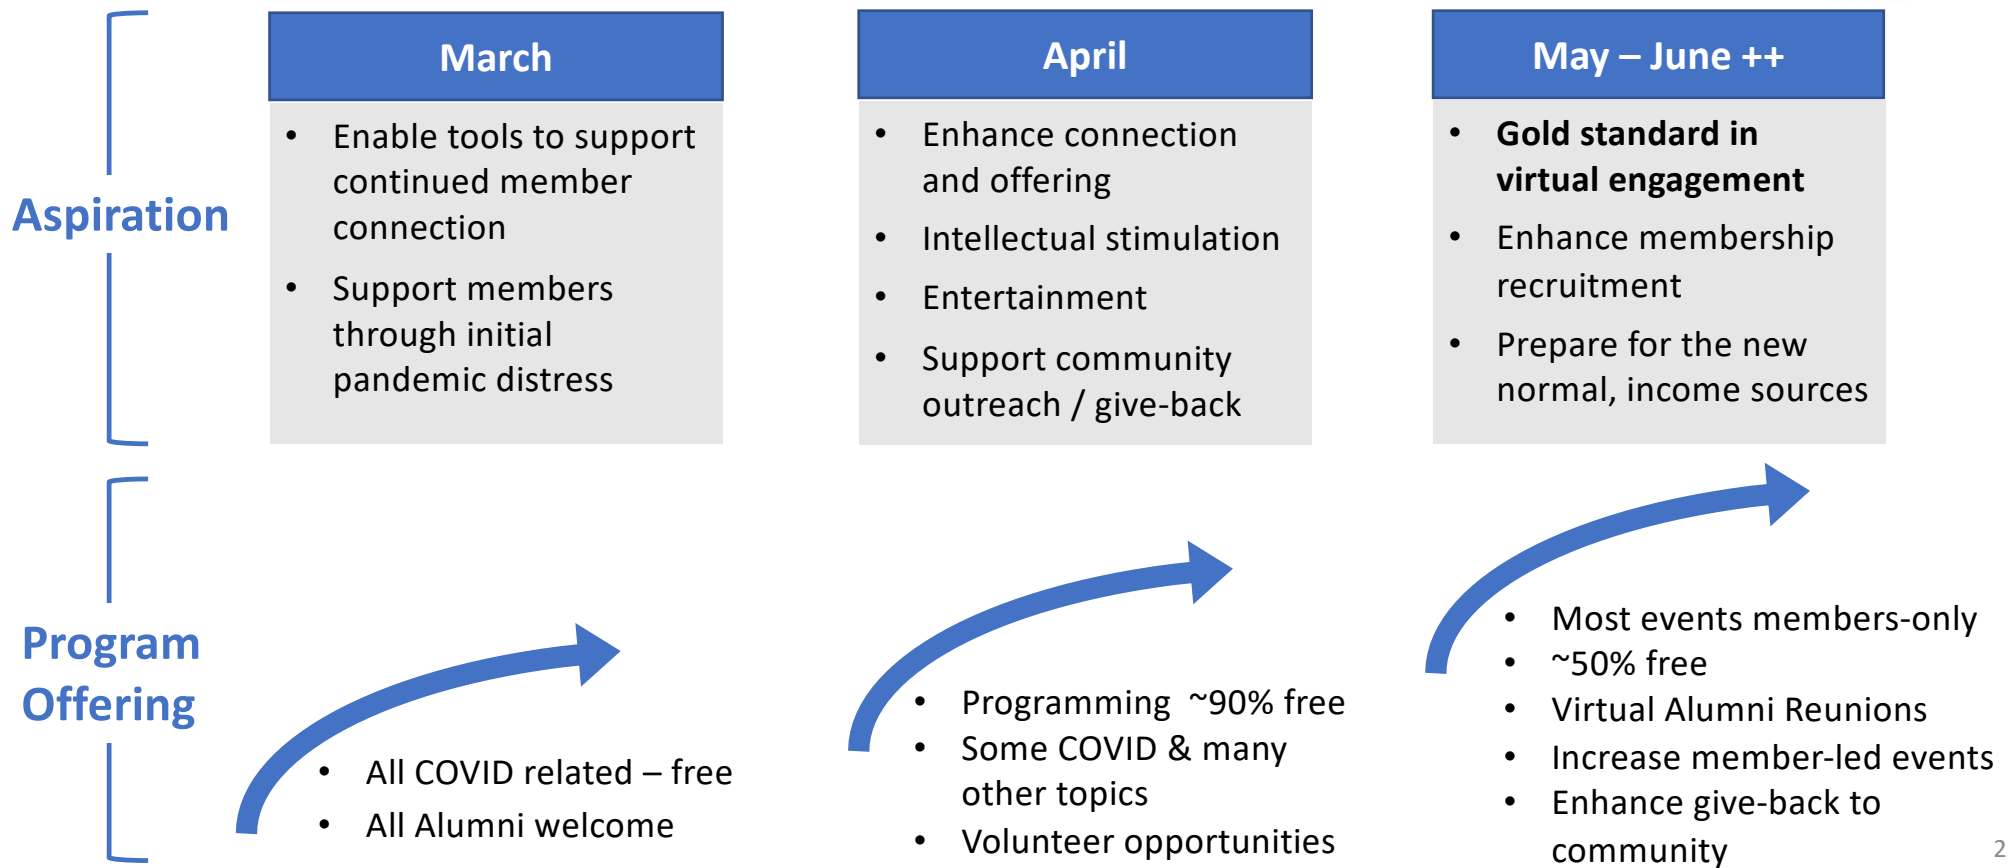 Aspiration
March
• Enable tools to support
continued member
connection
• Support members
through initial
pandemic distress
April
• Enhance connection
and offering
• Intellectual stimulation
• Entertainment
• Support community
outreach / give-back
May – June ++
• Gold standard in
virtual engagement
• Enhance membership
recruitment
• Prepare for the new
normal, income sources
Program
Offering
• All COVID related – free
• All Alumni welcome
• Programming ~90% free
• Some COVID & many
other topics
• Volunteer opportunities
• Most events members-only
• ~50% free
• Virtual Alumni Reunions
• Increase member-led events
• Enhance give-back to
community
2